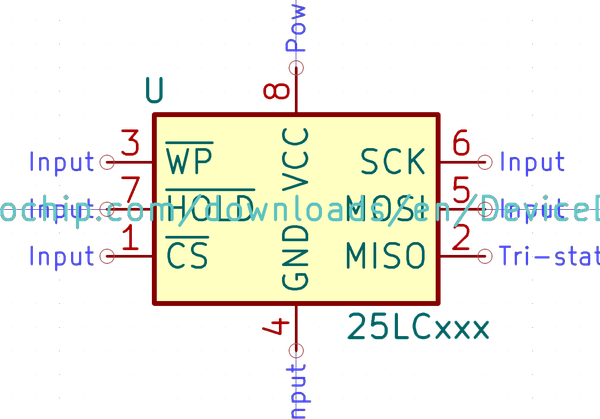 Pow
U
8
3
Input
WP
VCC
SCK
6
Input
7
Input
HOLD
MOSI
5
Input
ochip.com/downloads/en/Device
1
Input
CS
GND
MISO
2
Tri-stat
4
25LCxxx
nput